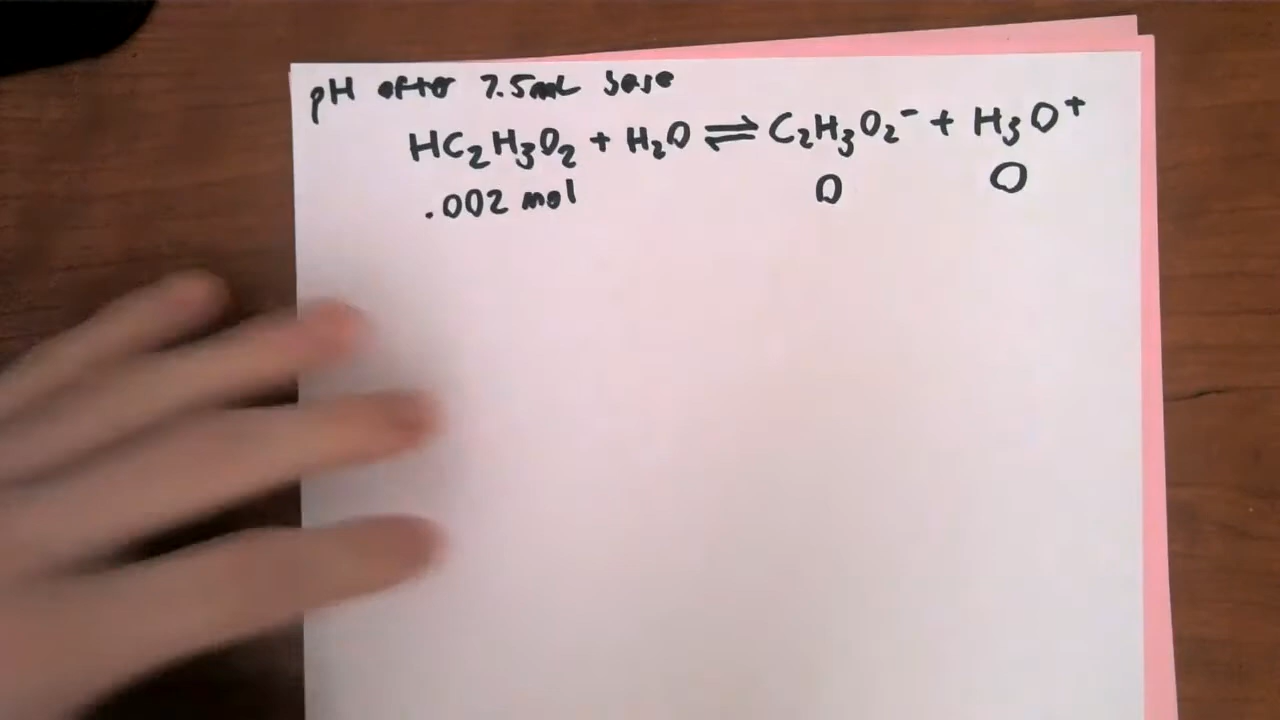 pH after 7.5mL base
HC₂H₃O₂ + H₂O ⇌ C₂H₃O₂⁻ + H₃O⁺
.002 mol 0 0